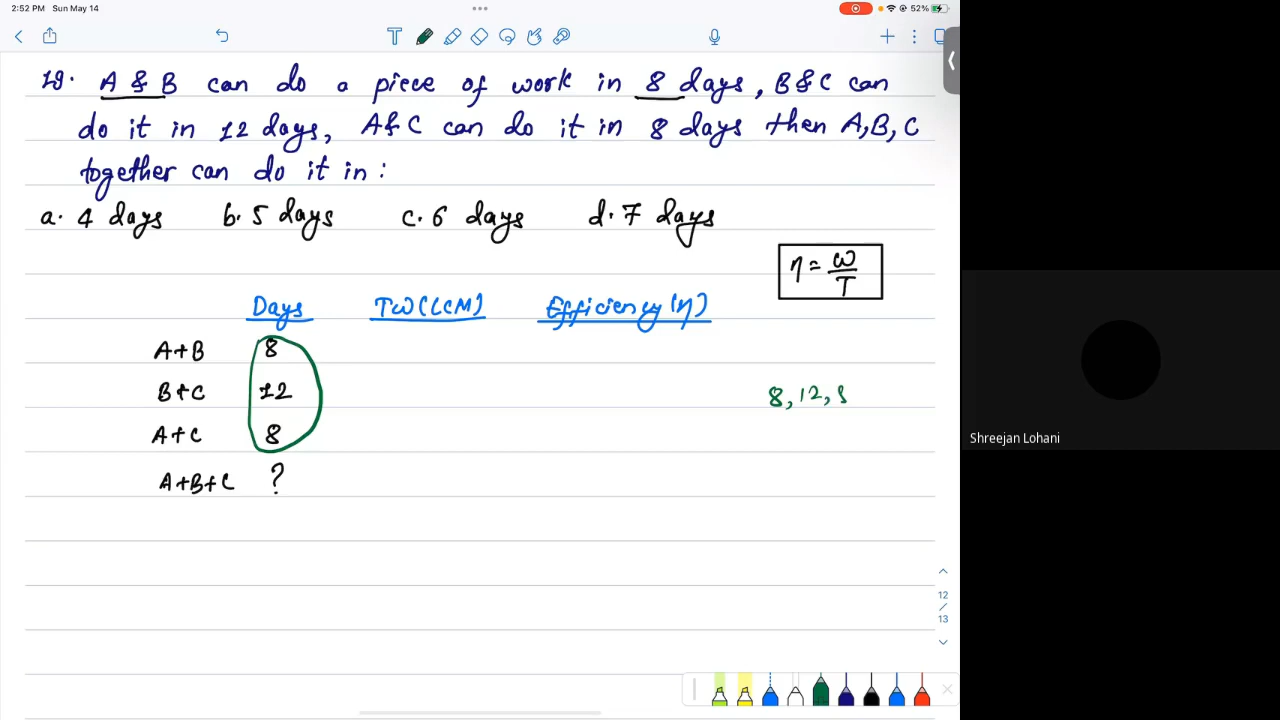 2:52 PM Sun May 14
52%
19. A & B can do a piece of work in 8 days, B & C can
do it in 12 days, A & C can do it in 8 days then A, B, C
together can do it in :
a. 4 days b. 5 days c. 6 days d. 7 days
η = ω/T
Days TW (LCM) Efficiency (η)
A+B 8
B+C 12
8, 12, 8
A+C 8
Shreejan Lohani
A+B+C ?
12
/
13